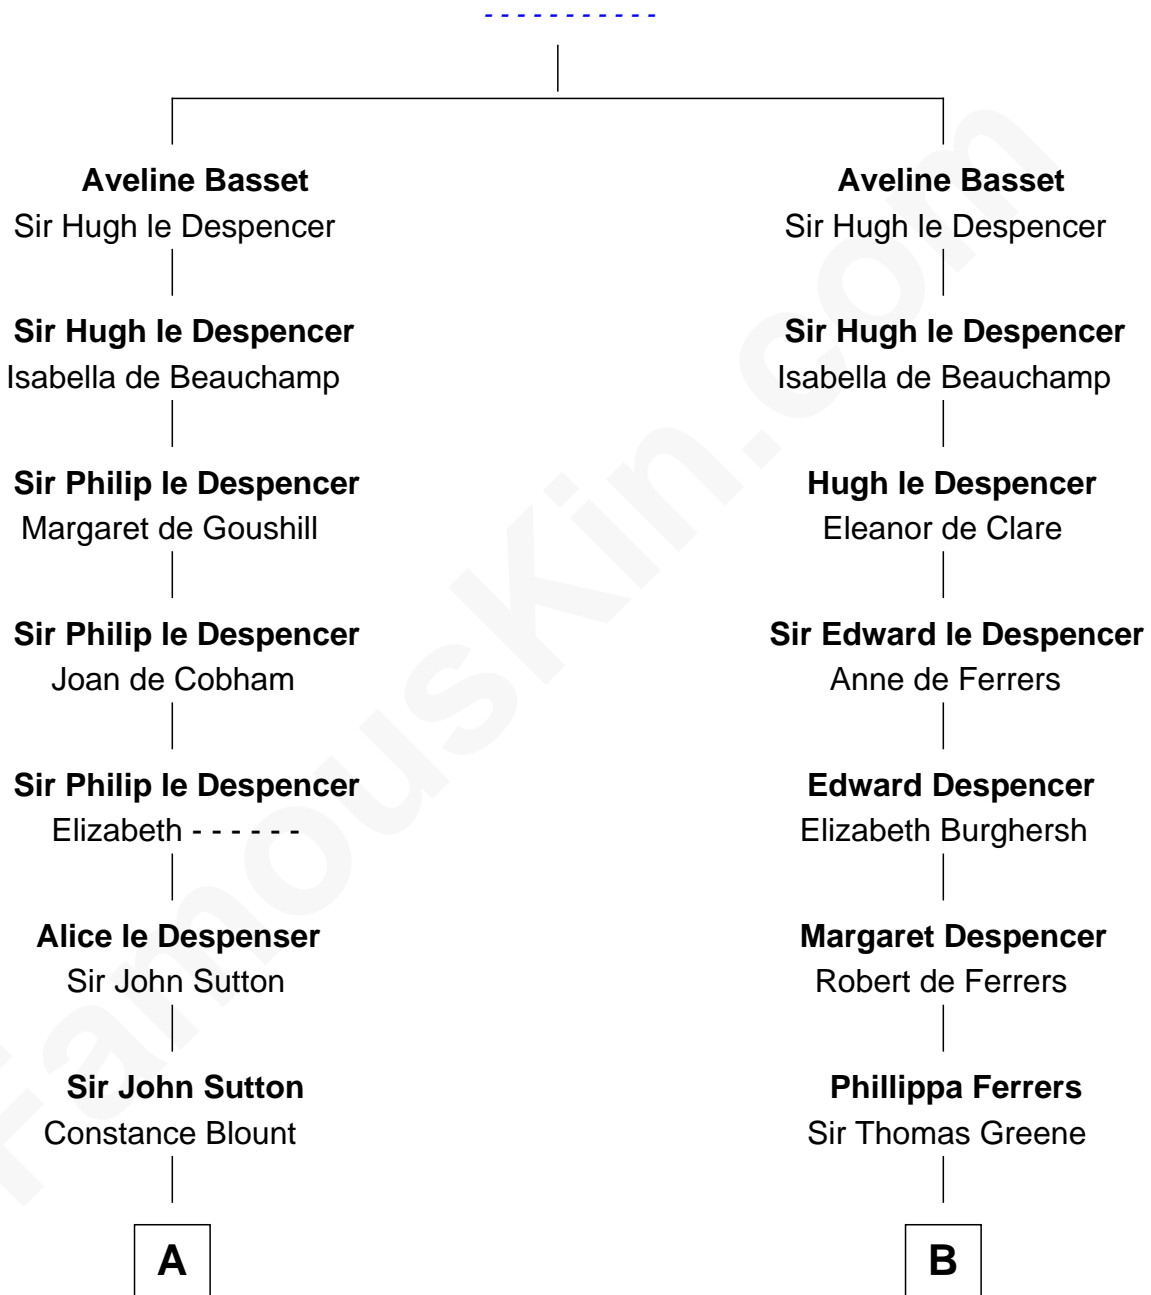 - - - - - - - - - - -
Aveline Basset
Sir Hugh le Despencer
Sir Hugh le Despencer
Isabella de Beauchamp
Sir Philip le Despencer
Margaret de Goushill
Sir Philip le Despencer
Joan de Cobham
Sir Philip le Despencer
Elizabeth - - - - - -
Alice le Despenser
Sir John Sutton
Sir John Sutton
Constance Blount
A
Aveline Basset
Sir Hugh le Despencer
Sir Hugh le Despencer
Isabella de Beauchamp
Hugh le Despencer
Eleanor de Clare
Sir Edward le Despencer
Anne de Ferrers
Edward Despencer
Elizabeth Burghersh
Margaret Despencer
Robert de Ferrers
Phillippa Ferrers
Sir Thomas Greene
B
FamousKin.com